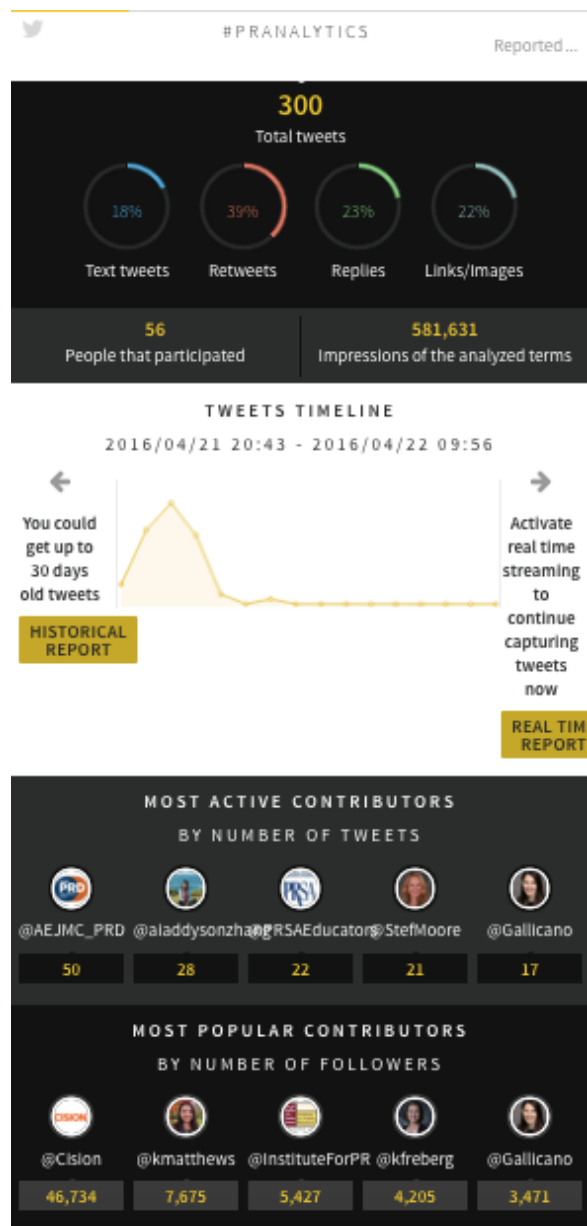 #PRANALYTICS
Reported...
300
Total tweets
18% 39% 23% 22%
Text tweets Retweets Replies Links/Images
56 581,631
People that participated Impressions of the analyzed terms
TWEETS TIMELINE
2016/04/21 20:43 - 2016/04/22 09:56
You could
get up to
30 days
old tweets
HISTORICAL
REPORT
Activate
real time
streaming
to
continue
capturing
tweets
now
REAL TIM
REPORT
MOST ACTIVE CONTRIBUTORS
BY NUMBER OF TWEETS
PRD PRSA
@AEJMC_PRD @aiaddysonzhang @PRSAEducators @StefMoore @Gallicano
50 28 22 21 17
MOST POPULAR CONTRIBUTORS
BY NUMBER OF FOLLOWERS
CISION
@Cision @kmatthews @InstituteForPR @kfreberg @Gallicano
46,734 7,675 5,427 4,205 3,471